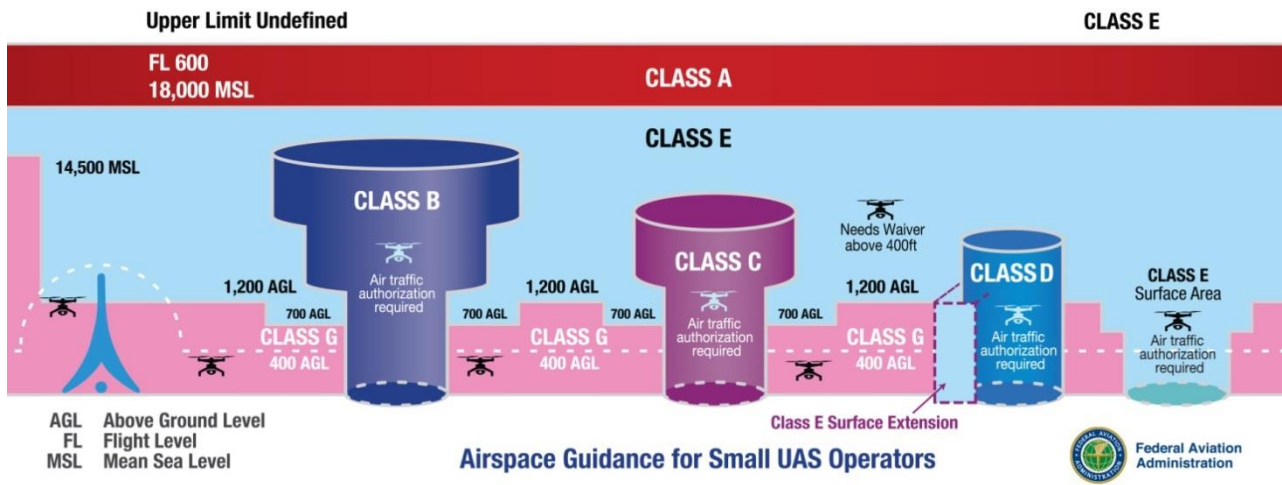 Upper Limit Undefined
CLASS E
FL 600
18,000 MSL
CLASS A
CLASS E
14,500 MSL
CLASS B
Air traffic
authorization
required
CLASS C
Air traffic
authorization
required
Needs Waiver
above 400ft
CLASS D
Air traffic
authorization
required
CLASS E
Surface Area
Air traffic
authorization
required
1,200 AGL
700 AGL
CLASS G
400 AGL
700 AGL
1,200 AGL
CLASS G
400 AGL
700 AGL
700 AGL
1,200 AGL
CLASS G
400 AGL
Class E Surface Extension
AGL Above Ground Level
FL Flight Level
MSL Mean Sea Level
Airspace Guidance for Small UAS Operators
Federal Aviation
Administration